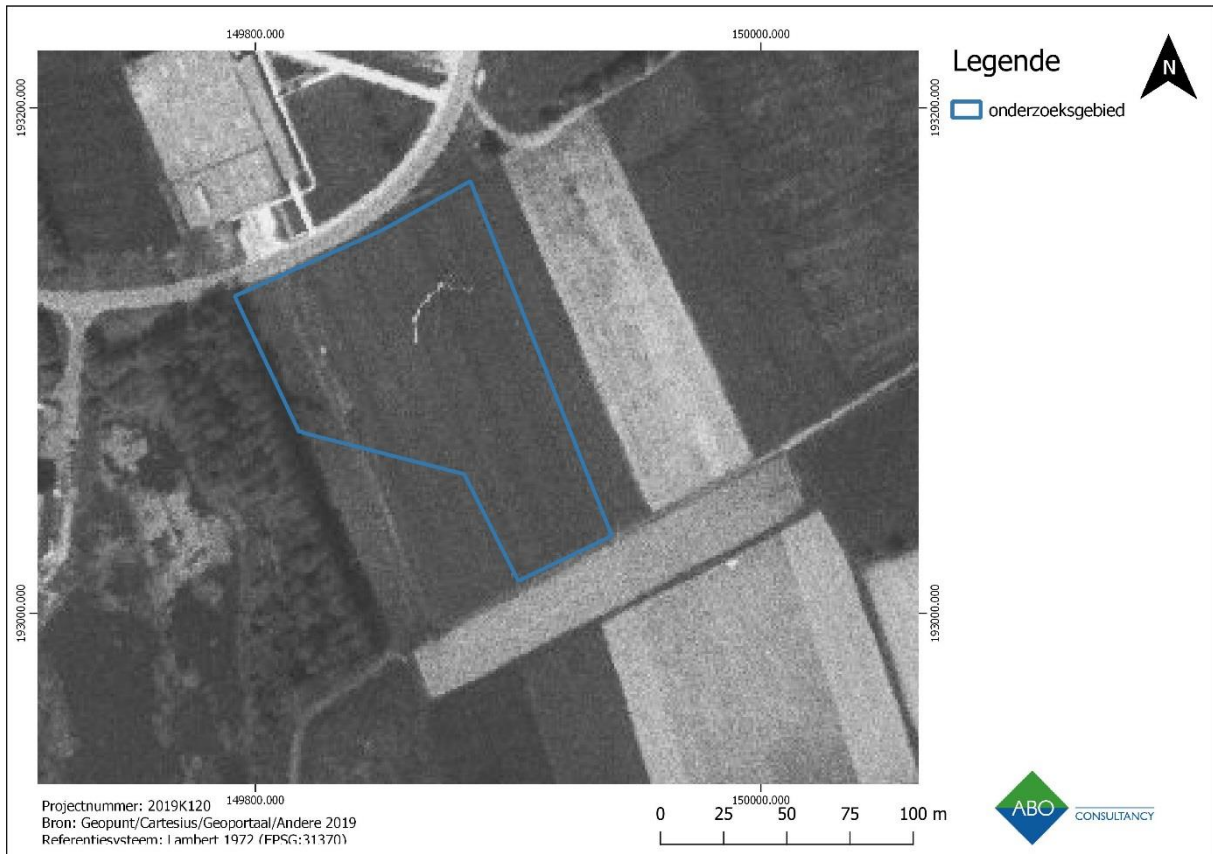 149800.000
150000.000
193200.000
193200.000
Legende
onderzoeksgebied
N
193000.000
193000.000
149800.000
150000.000
Projectnummer: 2019K120
Bron: Geopunt/Cartesius/Geoportaal/Andere 2019
Referentiesysteem: Lambert 1972 (EPSG:31370)
0 25 50 75 100 m
ABO CONSULTANCY